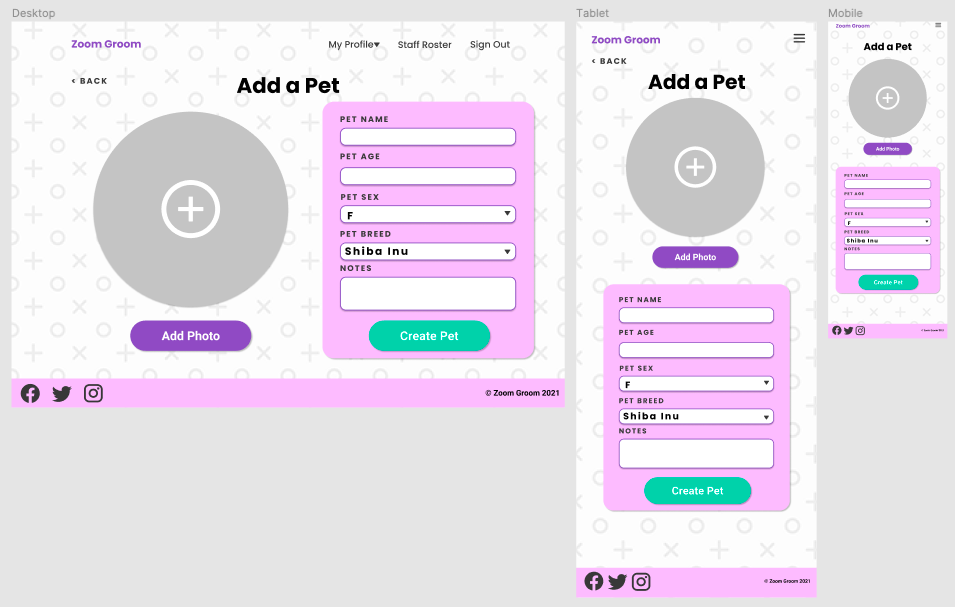 Desktop
Zoom Groom
My Profile▾ Staff Roster Sign Out
< BACK
Add a Pet
PET NAME
PET AGE
PET SEX
F
PET BREED
Shiba Inu
NOTES
Add Photo
Create Pet
© Zoom Groom 2021
Tablet
Zoom Groom
< BACK
Add a Pet
Add Photo
PET NAME
PET AGE
PET SEX
F
PET BREED
Shiba Inu
NOTES
Create Pet
© Zoom Groom 2021
Mobile
Zoom Groom
Add a Pet
Add Photo
PET NAME
PET AGE
PET SEX
F
PET BREED
Shiba Inu
NOTES
Create Pet
© Zoom Groom 2021